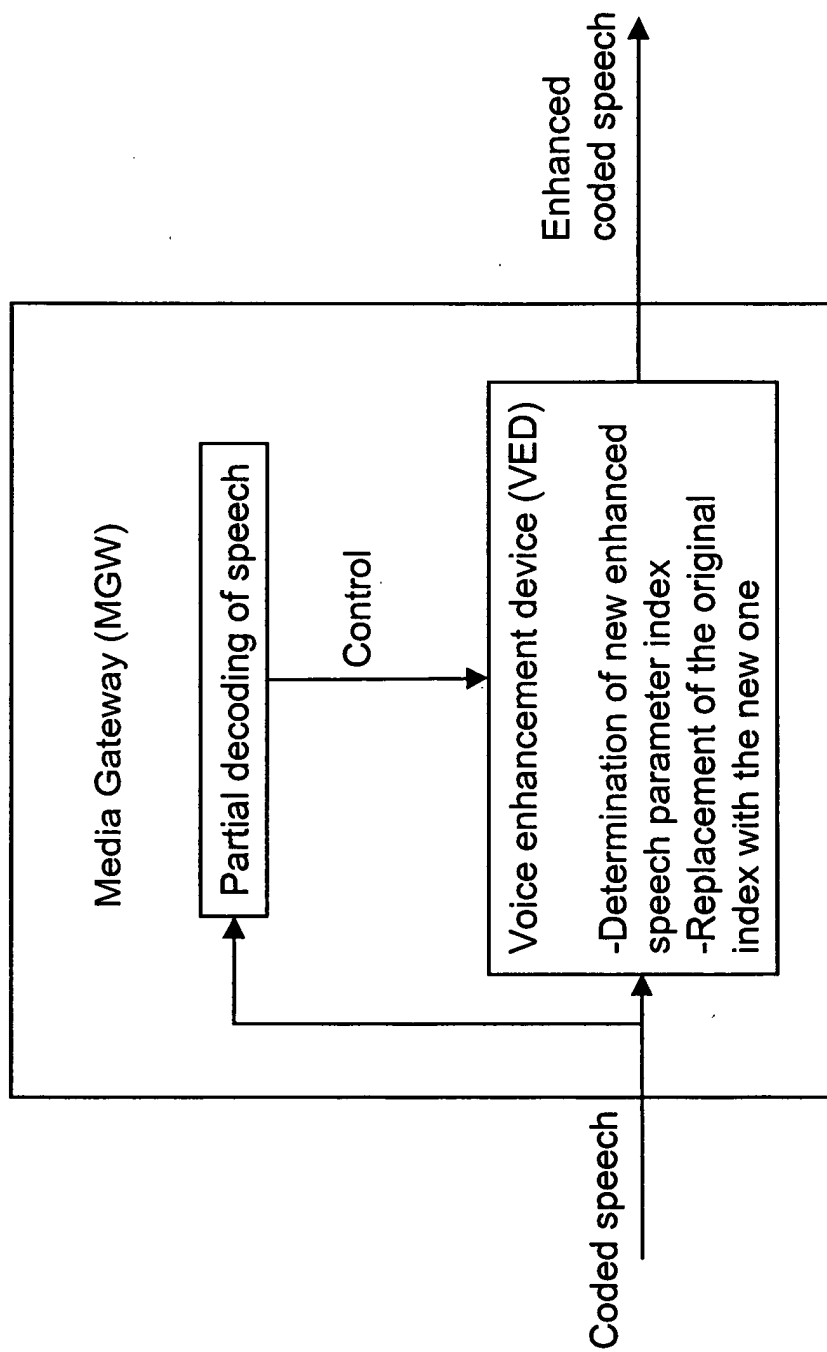 Media Gateway (MGW)
Partial decoding of speech
Control
Voice enhancement device (VED)
-Determination of new enhanced
speech parameter index
-Replacement of the original
index with the new one
Coded speech
Enhanced
coded speech